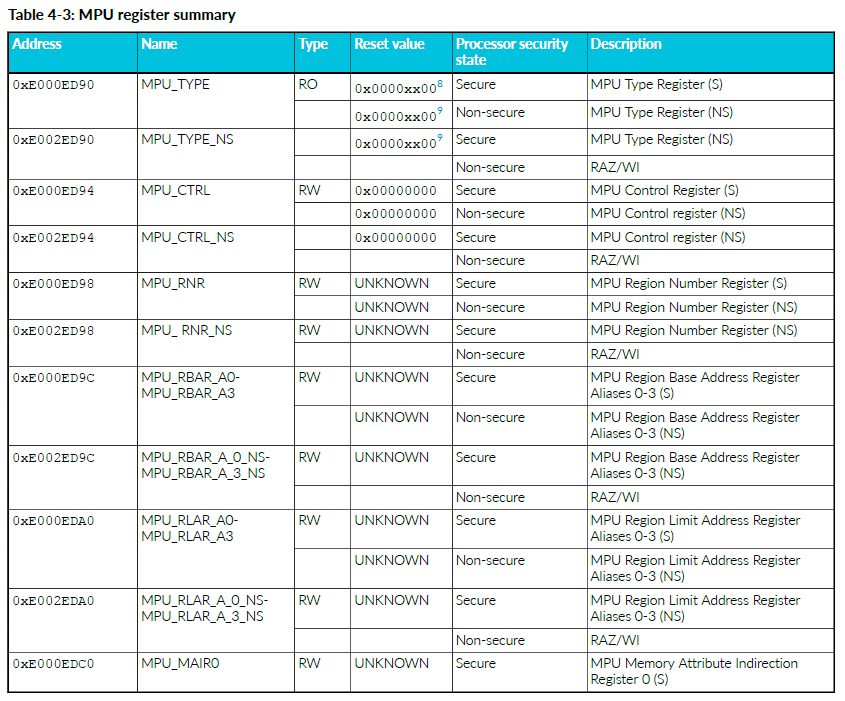 Table 4-3: MPU register summary
Address Name Type Reset value Processor security state Description
0xE000ED90 MPU_TYPE RO 0x0000xx00⁸ Secure MPU Type Register (S)
0x0000xx00⁹ Non-secure MPU Type Register (NS)
0xE002ED90 MPU_TYPE_NS 0x0000xx00⁹ Secure MPU Type Register (NS)
Non-secure RAZ/WI
0xE000ED94 MPU_CTRL RW 0x00000000 Secure MPU Control Register (S)
0x00000000 Non-secure MPU Control register (NS)
0xE002ED94 MPU_CTRL_NS 0x00000000 Secure MPU Control register (NS)
Non-secure RAZ/WI
0xE000ED98 MPU_RNR RW UNKNOWN Secure MPU Region Number Register (S)
UNKNOWN Non-secure MPU Region Number Register (NS)
0xE002ED98 MPU_ RNR_NS RW UNKNOWN Secure MPU Region Number Register (NS)
Non-secure RAZ/WI
0xE000ED9C MPU_RBAR_A0- RW UNKNOWN Secure MPU Region Base Address Register
MPU_RBAR_A3 Aliases 0-3 (S)
UNKNOWN Non-secure MPU Region Base Address Register
Aliases 0-3 (NS)
0xE002ED9C MPU_RBAR_A_0_NS- RW UNKNOWN Secure MPU Region Base Address Register
MPU_RBAR_A_3_NS Aliases 0-3 (NS)
Non-secure RAZ/WI
0xE000EDA0 MPU_RLAR_A0- RW UNKNOWN Secure MPU Region Limit Address Register
MPU_RLAR_A3 Aliases 0-3 (S)
UNKNOWN Non-secure MPU Region Limit Address Register
Aliases 0-3 (NS)
0xE002EDA0 MPU_RLAR_A_0_NS- RW UNKNOWN Secure MPU Region Limit Address Register
MPU_RLAR_A_3_NS Aliases 0-3 (NS)
Non-secure RAZ/WI
0xE000EDC0 MPU_MAIR0 RW UNKNOWN Secure MPU Memory Attribute Indirection
Register 0 (S)